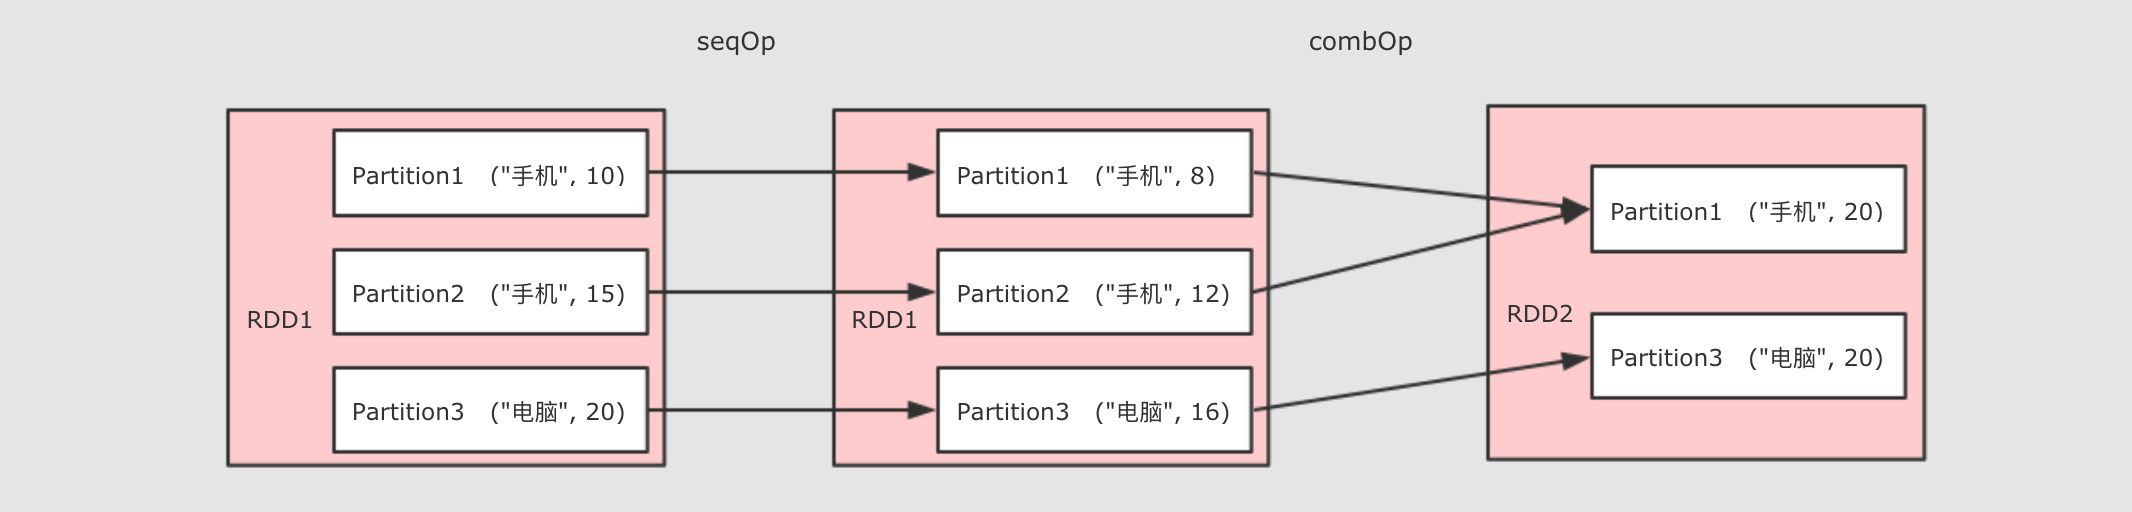 seqOp
combOp
RDD1
Partition1 ("手机", 10)
Partition2 ("手机", 15)
Partition3 ("电脑", 20)
RDD1
Partition1 ("手机", 8)
Partition2 ("手机", 12)
Partition3 ("电脑", 16)
RDD2
Partition1 ("手机", 20)
Partition3 ("电脑", 20)